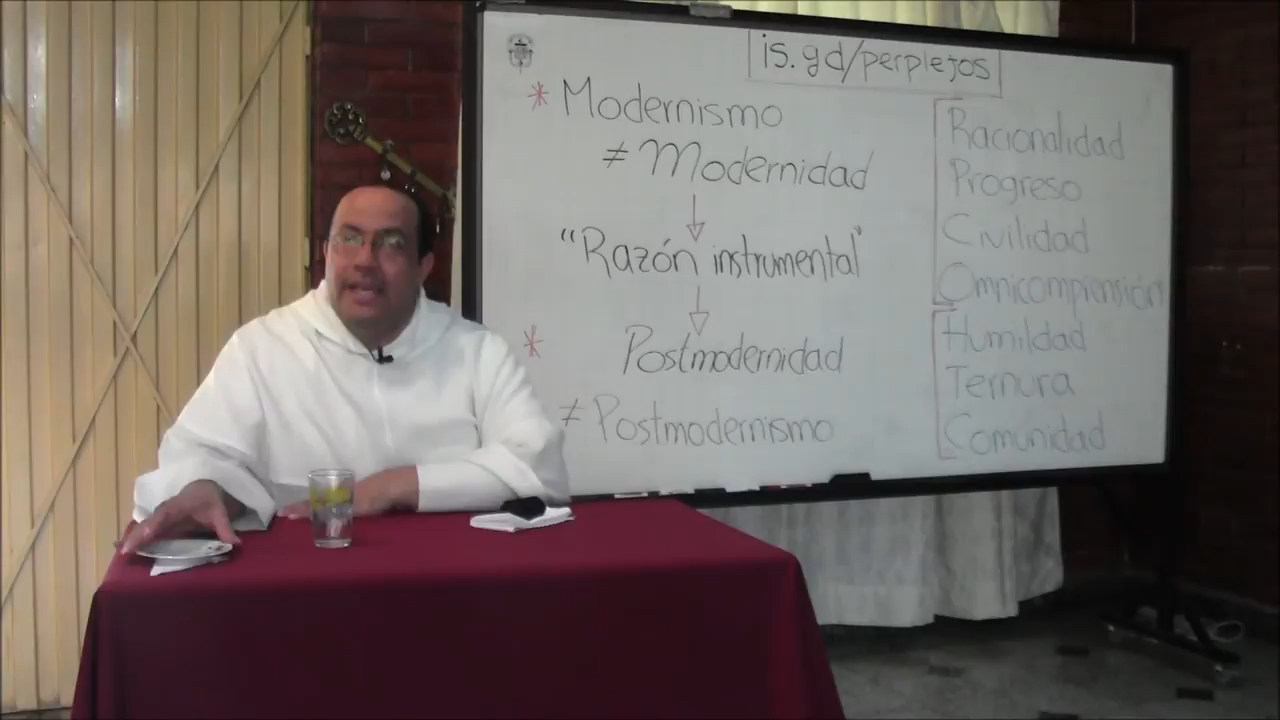 is.gd/perplejos
* Modernismo
≠ Modernidad
"Razón instrumental"
* Postmodernidad
≠ Postmodernismo
Racionalidad
Progreso
Civilidad
Omnicomprensión
Humildad
Ternura
Comunidad